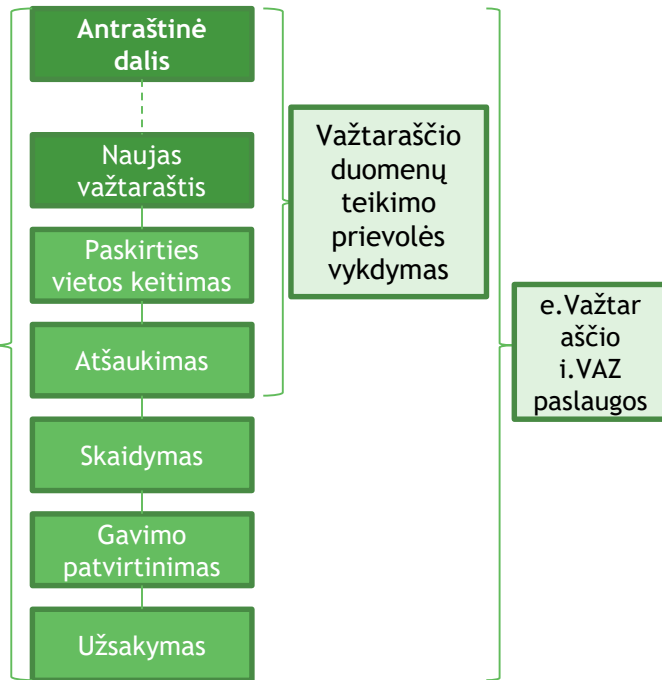 Antraštinė
dalis
Naujas
važtaraštis
Paskirties
vietos keitimas
Atšaukimas
Skaidymas
Gavimo
patvirtinimas
Užsakymas
Važtaraščio
duomenų
teikimo
prievolės
vykdymas
e.Važtar
aščio
i.VAZ
paslaugos